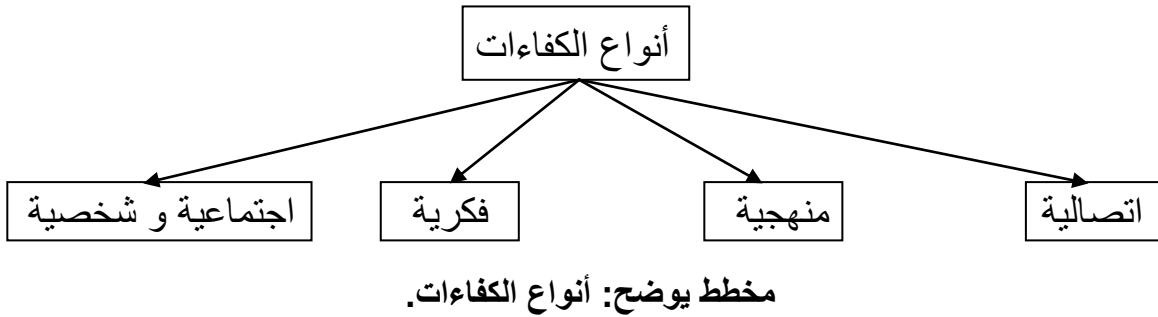 أنواع الكفاءات
اتصالية
منهجية
فكرية
اجتماعية و شخصية
مخطط يوضح: أنواع الكفاءات.